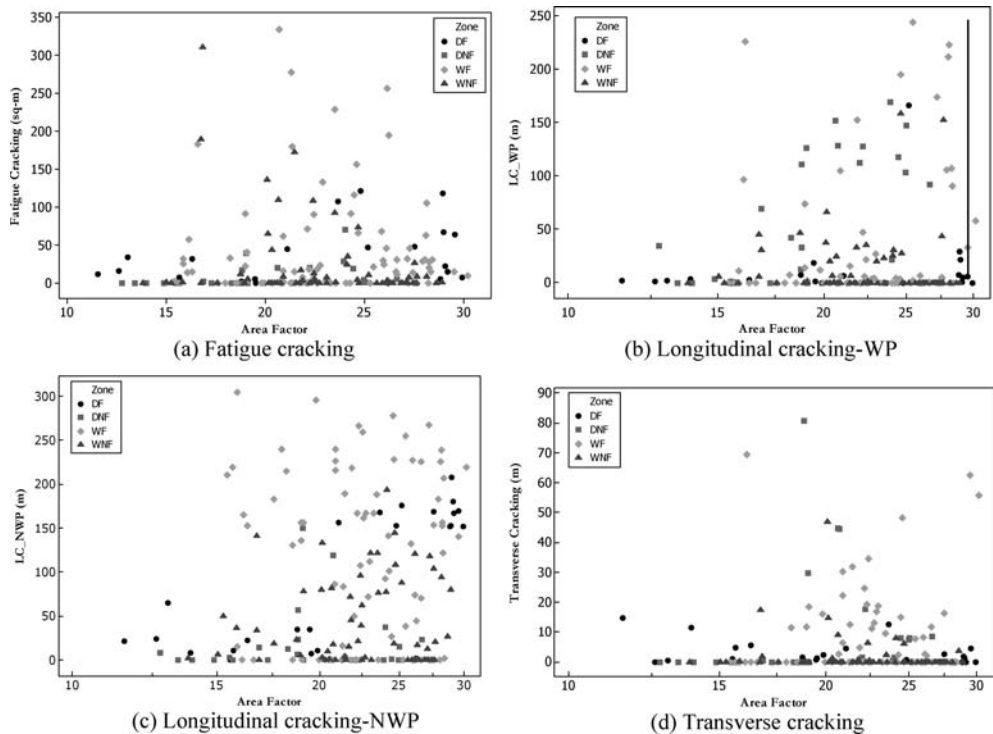 Fatigue Cracking (sq-m)
350
300
250
200
150
100
50
0
Zone
DF
DNF
WF
WNF
10 15 20 25 30
Area Factor
(a) Fatigue cracking
LC_WP (m)
250
200
150
100
50
0
Zone
DF
DNF
WF
WNF
10 15 20 25 30
Area Factor
(b) Longitudinal cracking-WP
LC_NWP (m)
300
250
200
150
100
50
0
Zone
DF
DNF
WF
WNF
10 15 20 25 30
Area Factor
(c) Longitudinal cracking-NWP
Transverse Cracking (m)
90
80
70
60
50
40
30
20
10
0
Zone
DF
DNF
WF
WNF
10 15 20 25 30
Area Factor
(d) Transverse cracking